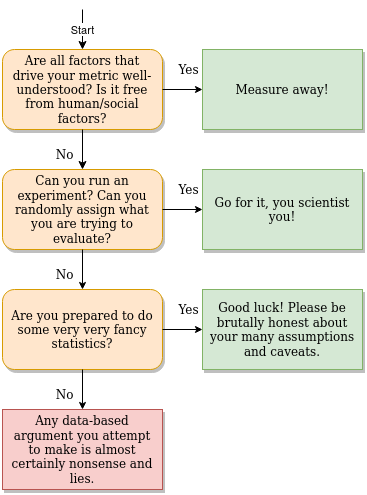 Start
Are all factors that
drive your metric well-
understood? Is it free
from human/social
factors?
Yes
Measure away!
No
Can you run an
experiment? Can you
randomly assign what
you are trying to
evaluate?
Yes
Go for it, you scientist
you!
No
Are you prepared to do
some very very fancy
statistics?
Yes
Good luck! Please be
brutally honest about
your many assumptions
and caveats.
No
Any data-based
argument you attempt
to make is almost
certainly nonsense and
lies.